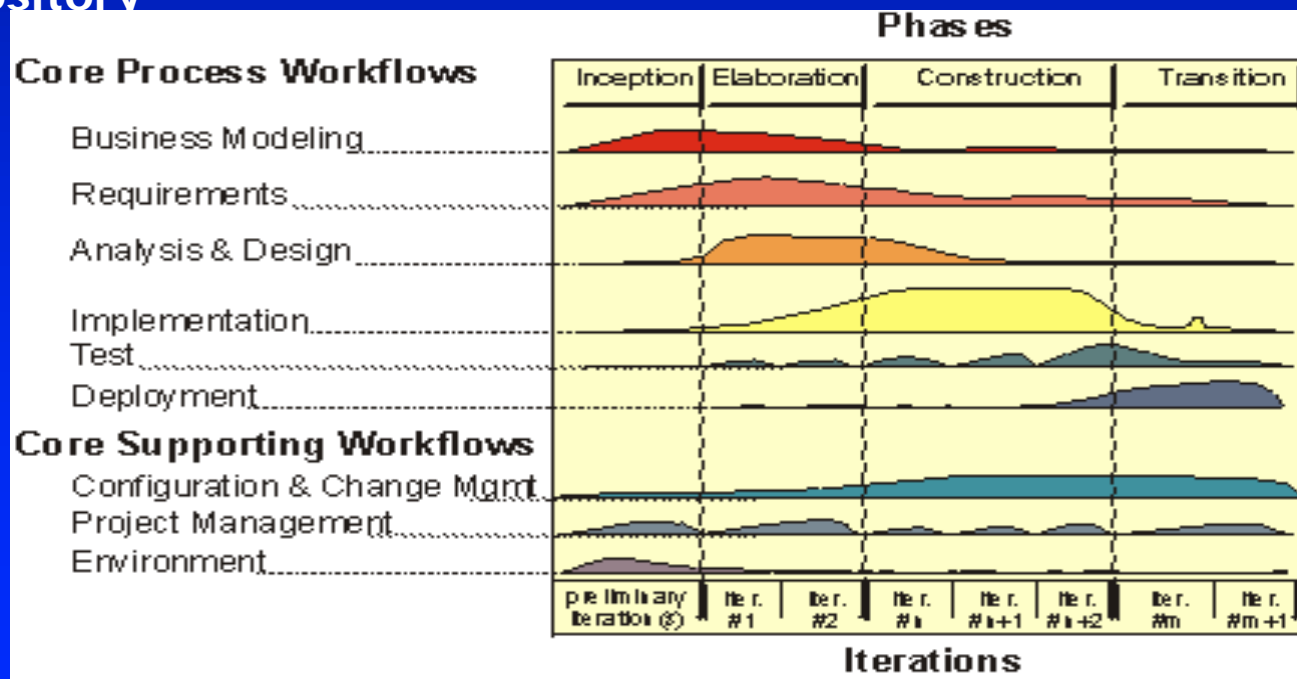 Phases
Core Process Workflows
Inception Elaboration Construction Transition
Business Modeling
Requirements
Analysis & Design
Implementation
Test
Deployment
Core Supporting Workflows
Configuration & Change Mgmt
Project Management
Environment
preliminary iteration(s)
Iter. #1
Iter. #2
Iter. #n
Iter. #n+1
Iter. #n+2
Iter. #m
Iter. #m+1
Iterations